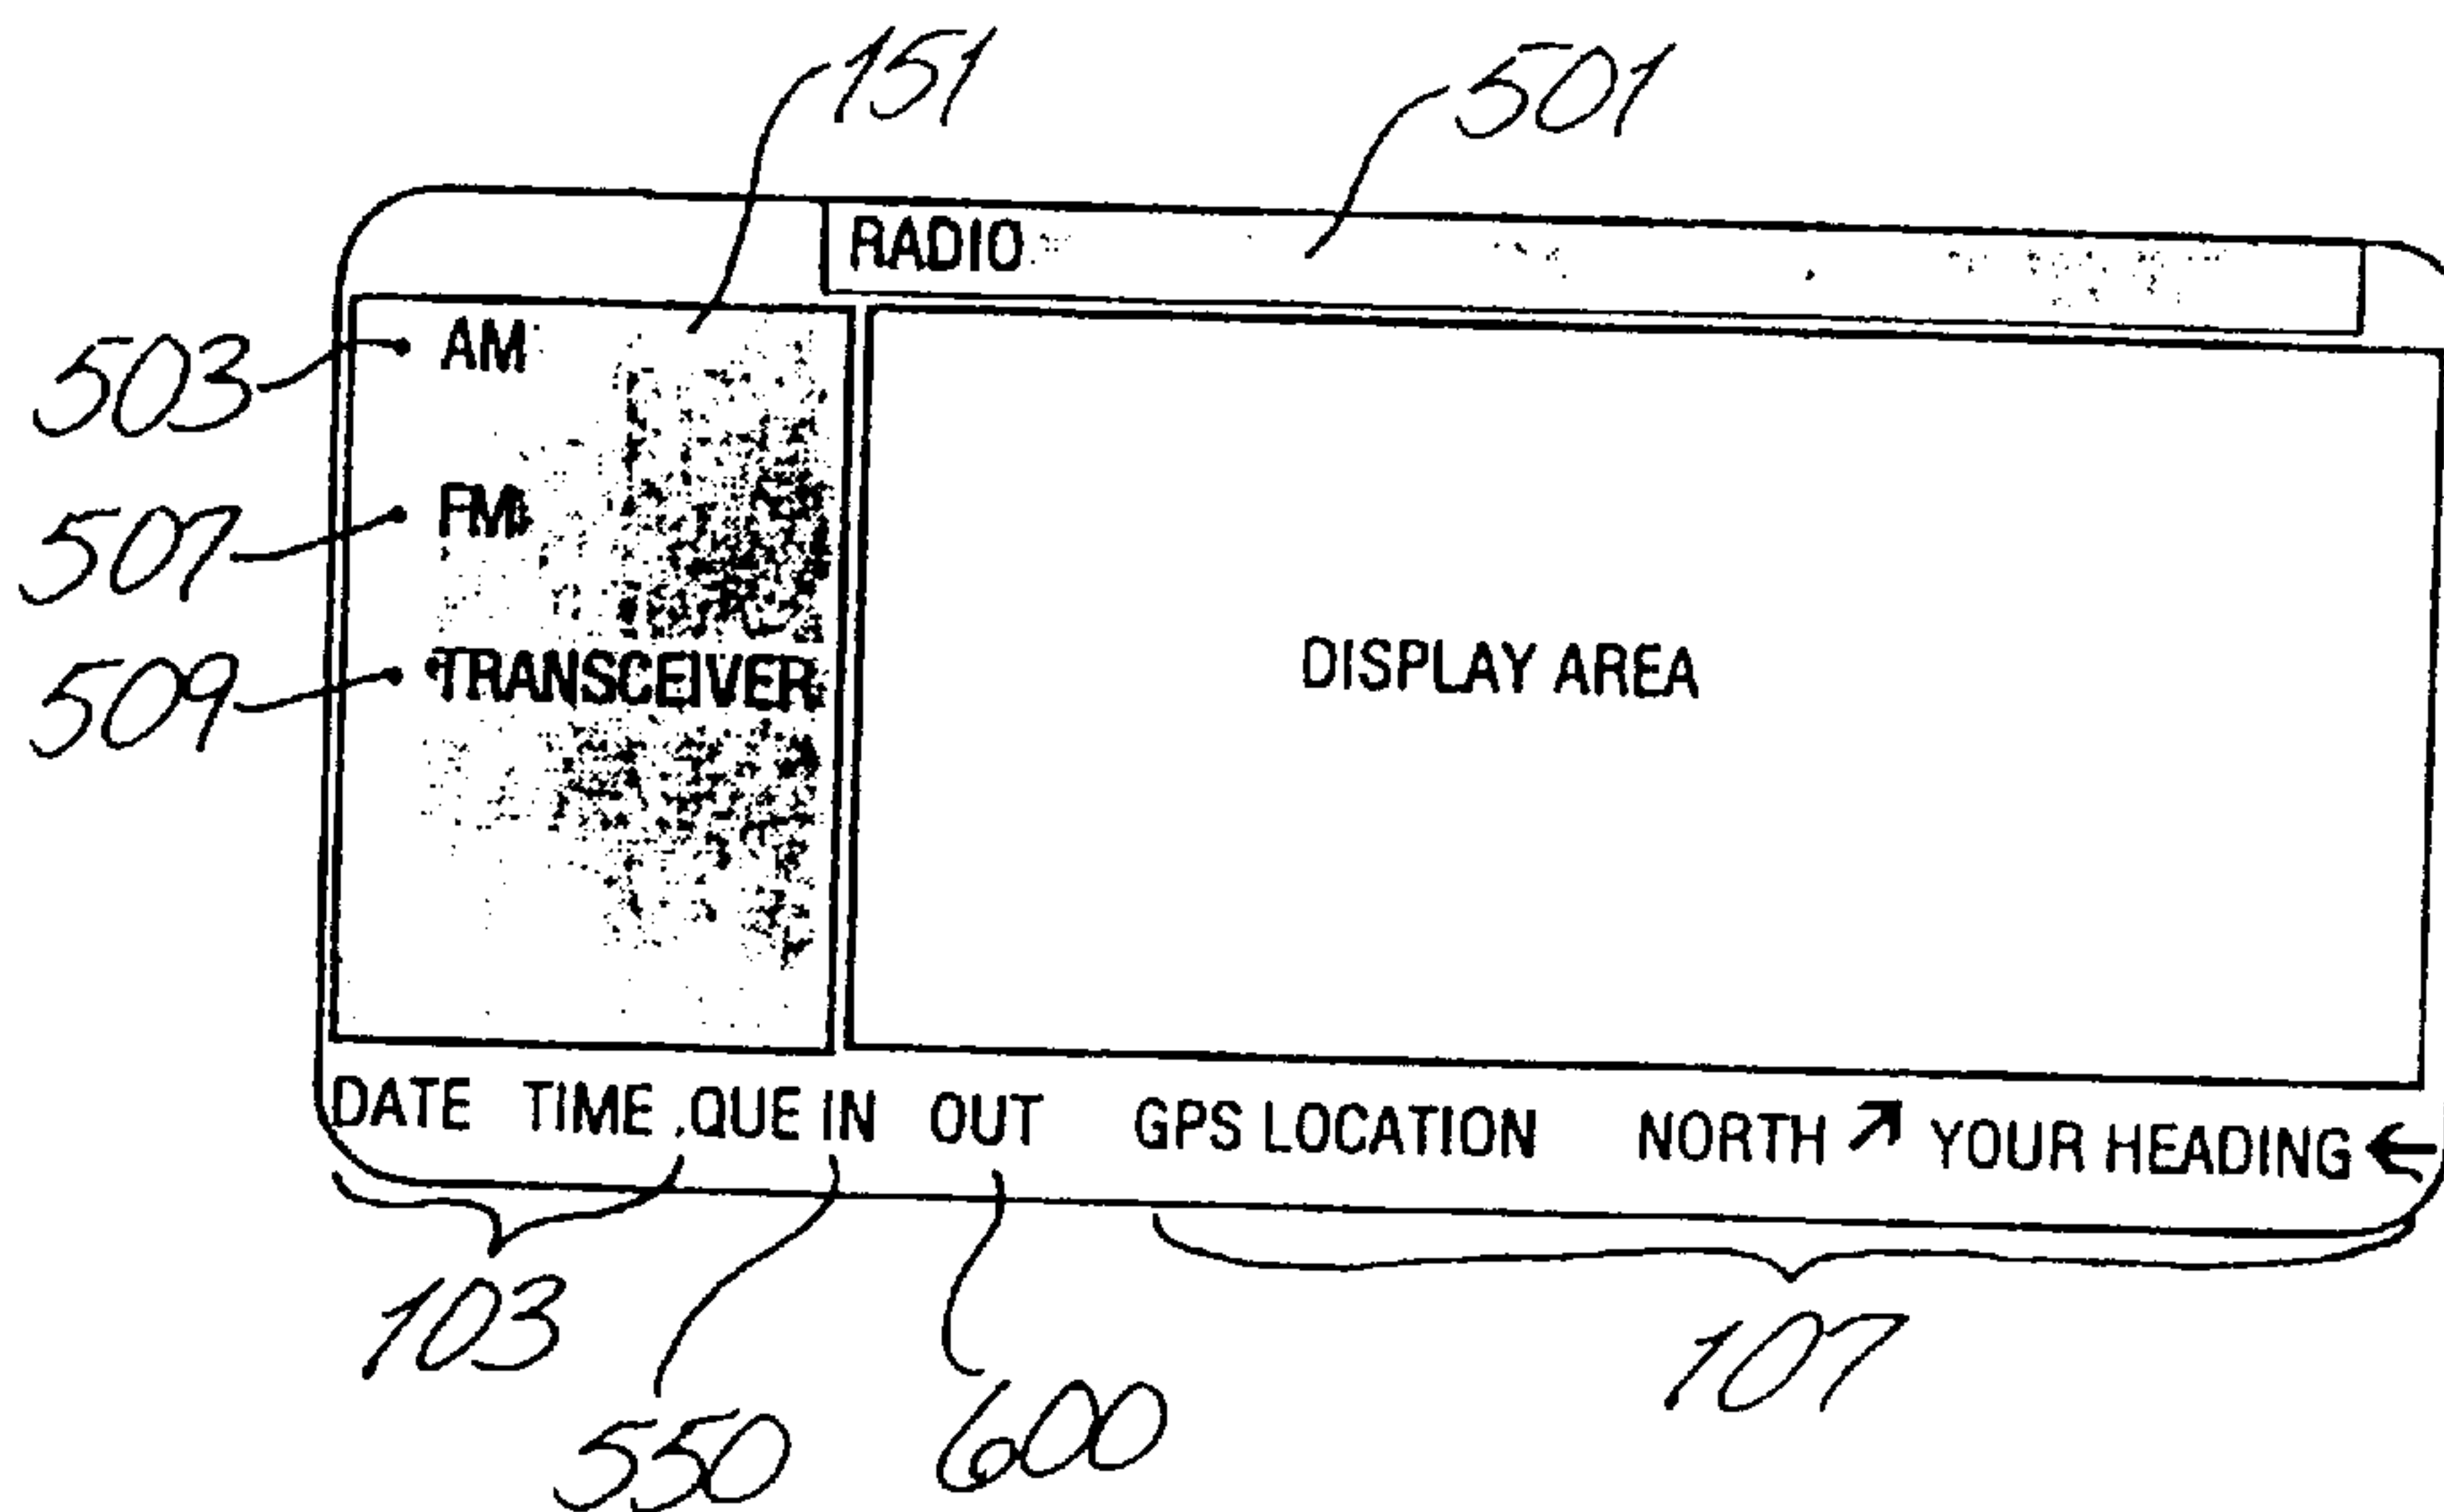 151 501
RADIO
503 AM
507 FM
509 •TRANSCEIVER
DISPLAY AREA
DATE TIME QUE IN OUT GPS LOCATION NORTH ↗ YOUR HEADING ←
103 550 600 107